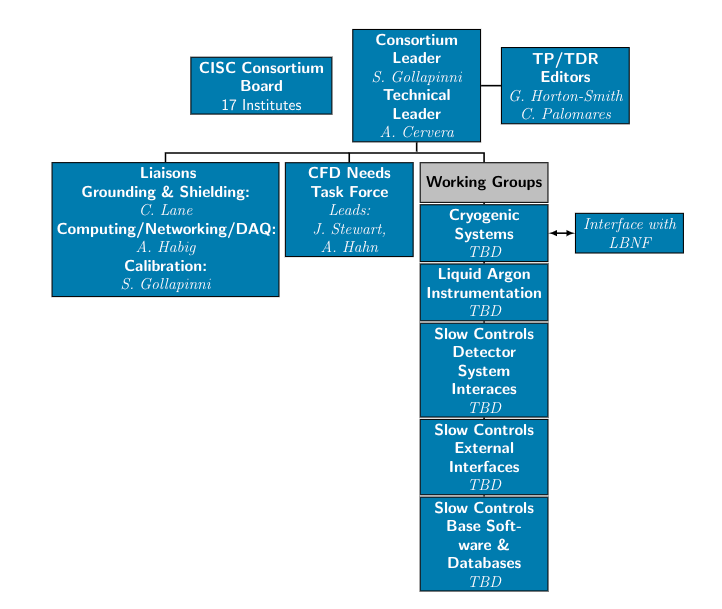 CISC Consortium
Board
17 Institutes
Consortium
Leader
S. Gollapinni
Technical
Leader
A. Cervera
TP/TDR
Editors
G. Horton-Smith
C. Palomares
Liaisons
Grounding & Shielding:
C. Lane
Computing/Networking/DAQ:
A. Habig
Calibration:
S. Gollapinni
CFD Needs
Task Force
Leads:
J. Stewart,
A. Hahn
Working Groups
Cryogenic
Systems
TBD
Interface with
LBNF
Liquid Argon
Instrumentation
TBD
Slow Controls
Detector
System
Interaces
TBD
Slow Controls
External
Interfaces
TBD
Slow Controls
Base Soft-
ware &
Databases
TBD